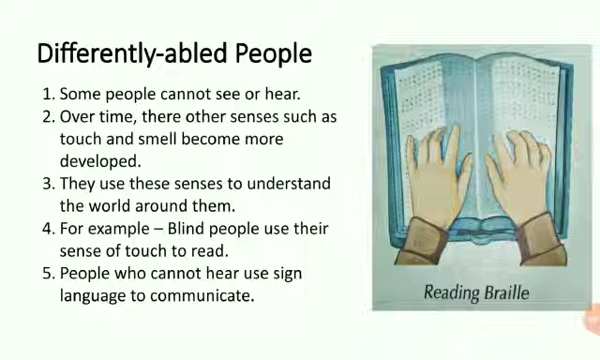 Differently-abled People
1. Some people cannot see or hear.
2. Over time, there other senses such as
touch and smell become more
developed.
3. They use these senses to understand
the world around them.
4. For example – Blind people use their
sense of touch to read.
5. People who cannot hear use sign
language to communicate.
Reading Braille